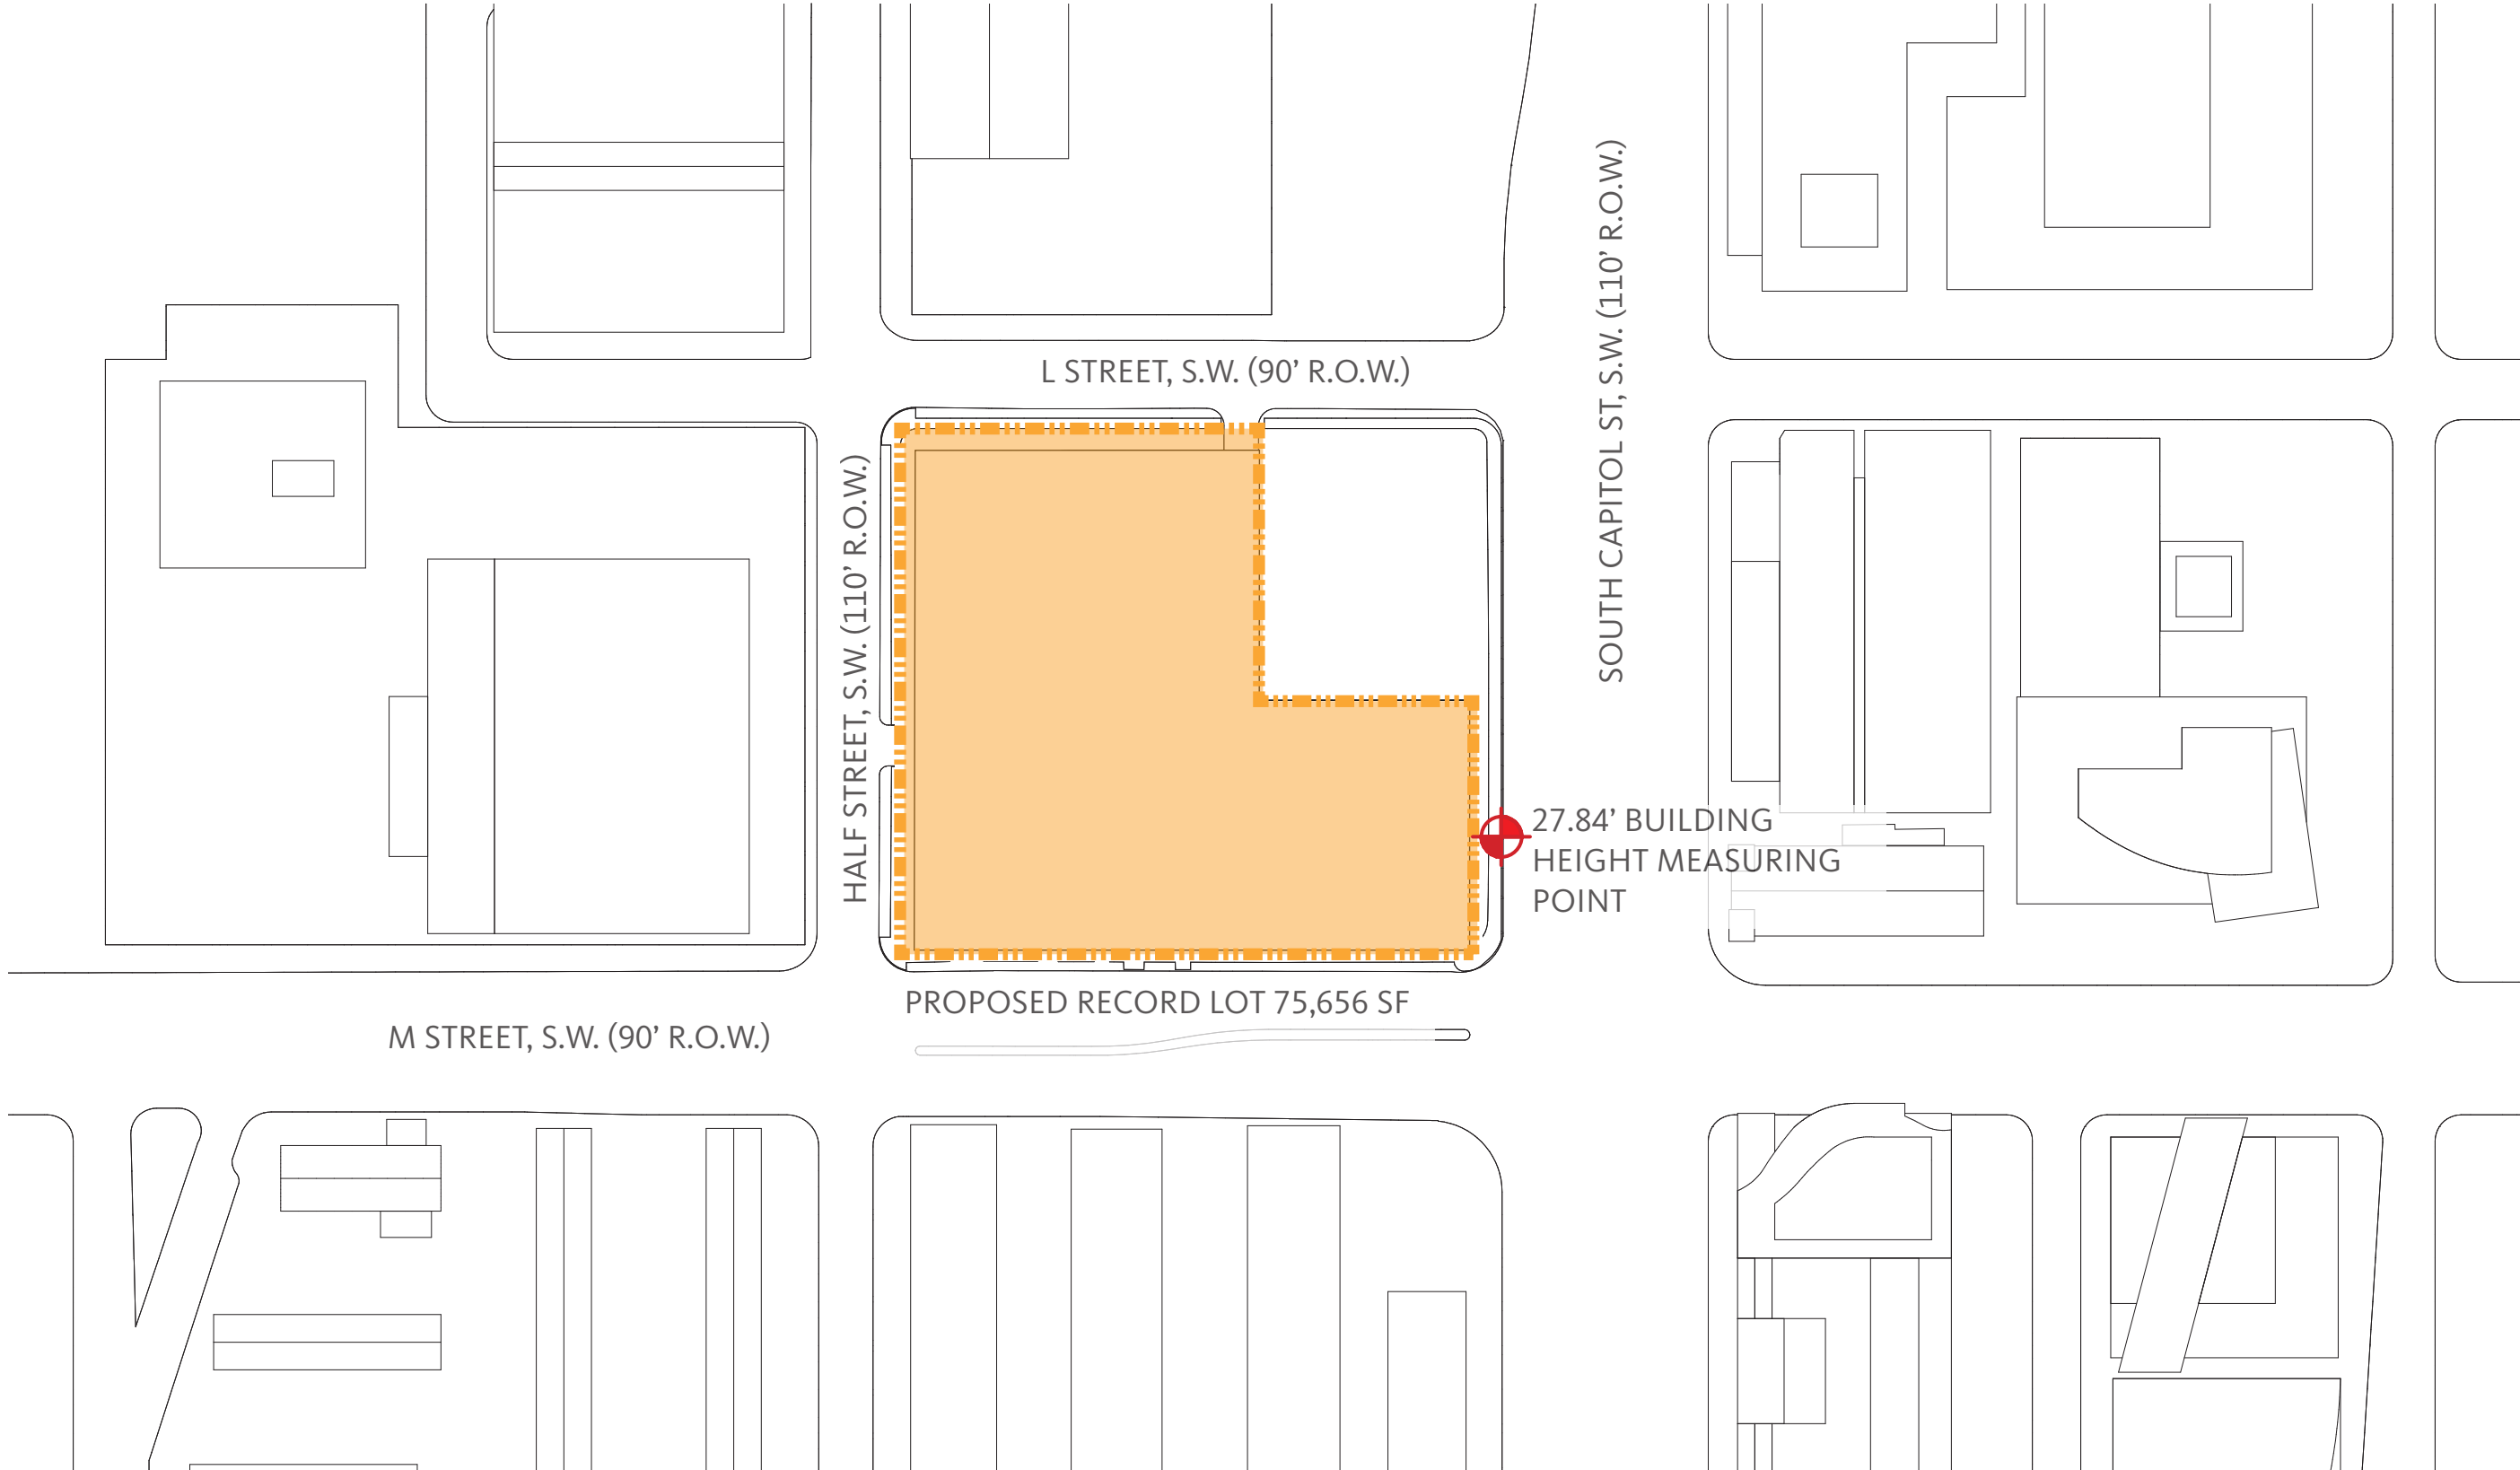 L STREET, S.W. (90’ R.O.W.)
SOUTH CAPITOL ST, S.W. (110’ R.O.W.)
HALF STREET, S.W. (110’ R.O.W.)
27.84’ BUILDING
HEIGHT MEASURING
POINT
PROPOSED RECORD LOT 75,656 SF
M STREET, S.W. (90’ R.O.W.)